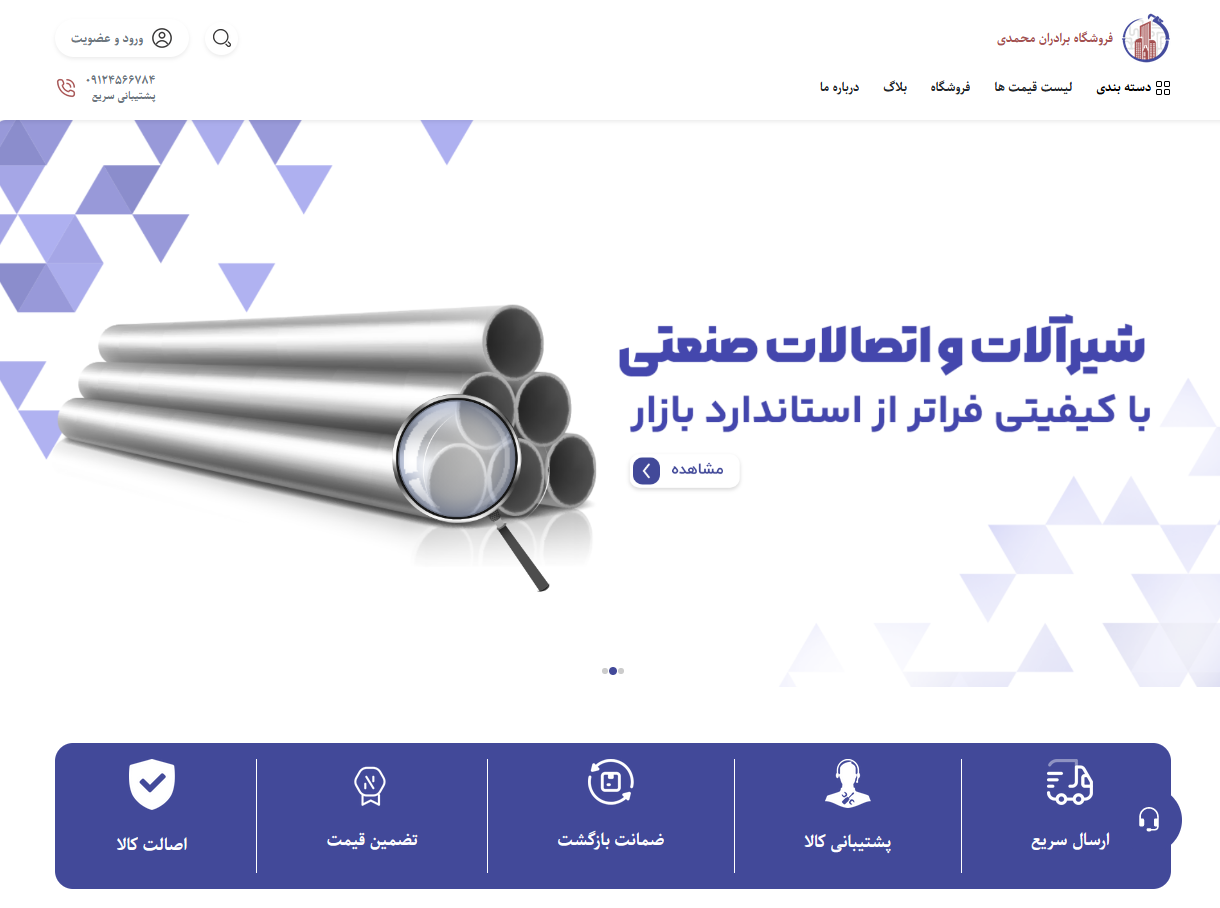 فروشگاه برادران محمدی
ورود و عضویت
دسته بندی
لیست قیمت ها
فروشگاه
بلاگ
درباره ما
۰۹۱۲۴۵۶۶۷۸۴
پشتیبانی سریع
شیرآلات و اتصالات صنعتی
با کیفیتی فراتر از استاندارد بازار
مشاهده
ارسال سریع
پشتیبانی کالا
ضمانت بازگشت
تضمین قیمت
اصالت کالا